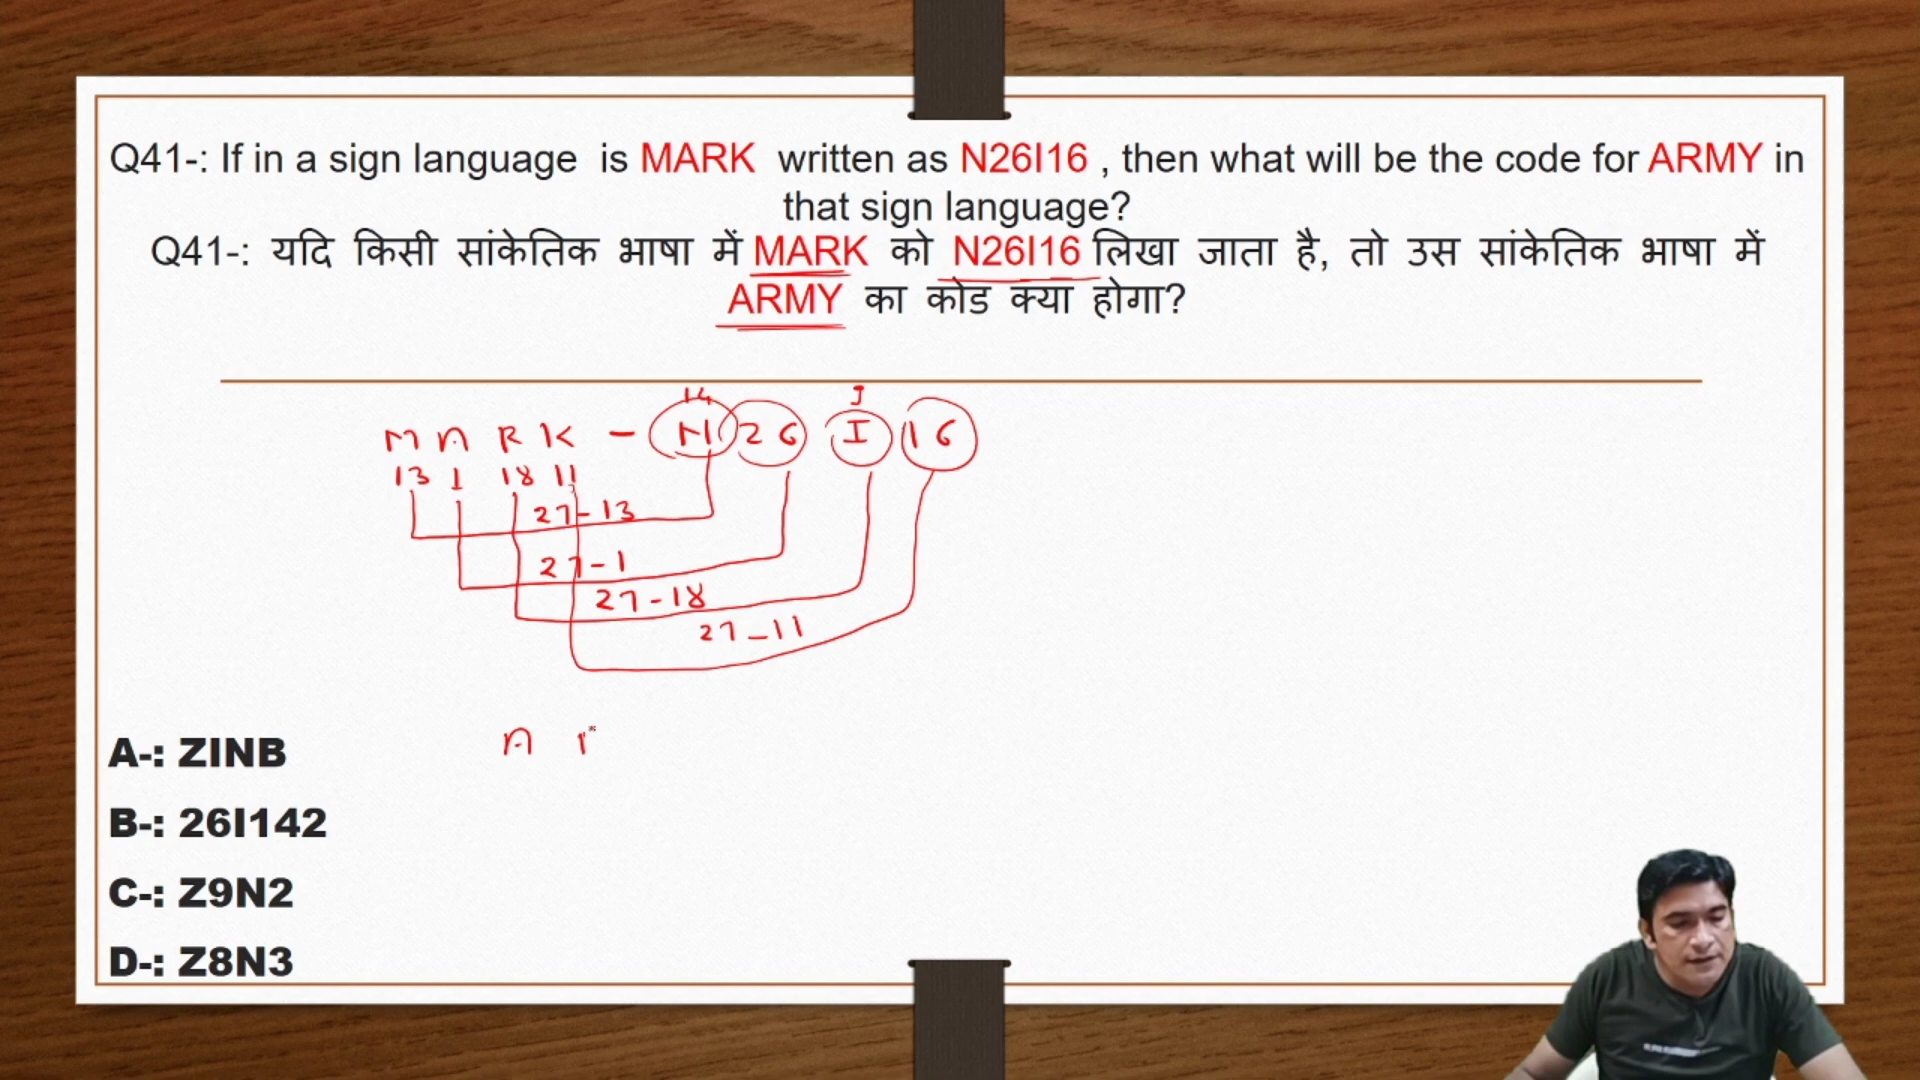 Q41-: If in a sign language is MARK written as N26I16 , then what will be the code for ARMY in
that sign language?
Q41-: यदि किसी सांकेतिक भाषा में MARK को N26I16 लिखा जाता है, तो उस सांकेतिक भाषा में
ARMY का कोड क्या होगा?
14 J
M A R K - N 26 I 16
13 1 18 11
27-13
27-1
27-18
27-11
A
A-: ZINB
B-: 26I142
C-: Z9N2
D-: Z8N3